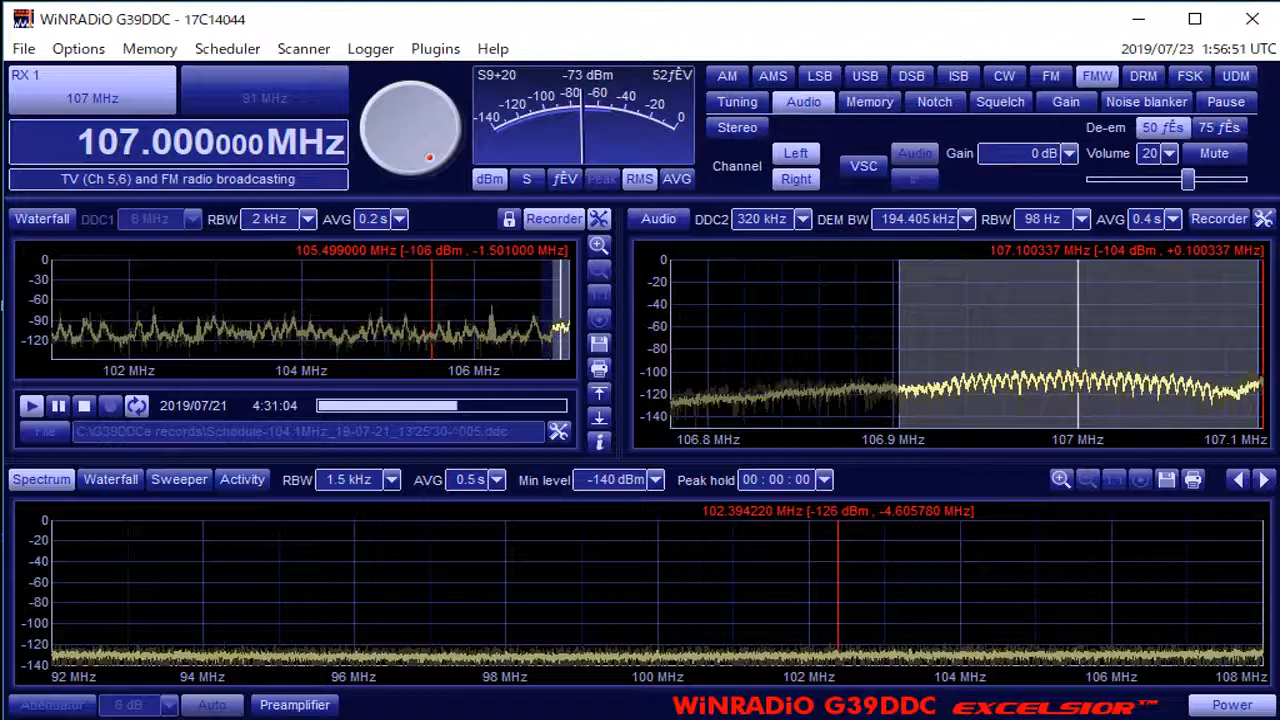 WiNRADiO G39DDC - 17C14044
File Options Memory Scheduler Scanner Logger Plugins Help
2019/07/23 1:56:51 UTC
RX 1
107 MHz
91 MHz
107.000000MHz
TV (Ch 5,6) and FM radio broadcasting
S9+20 -73 dBm 52ƒÊV
-140 -120 -100 -80 -60 -40 -20 0
dBm S ƒÊV Peak RMS AVG
AM AMS LSB USB DSB ISB CW FM FMW DRM FSK UDM
Tuning Audio Memory Notch Squelch Gain Noise blanker Pause
Stereo De-em 50 ƒÊs 75 ƒÊs
Channel Left Right VSC Audio IF Gain 0 dB Volume 20 Mute
Waterfall DDC1 8 MHz RBW 2 kHz AVG 0.2 s Recorder
105.499000 MHz [-106 dBm , -1.501000 MHz]
0
-30
-60
-90
-120
102 MHz 104 MHz 106 MHz
2019/07/21 4:31:04
File
Audio DDC2 320 kHz DEM BW 194.405 kHz RBW 98 Hz AVG 0.4 s Recorder
107.100337 MHz [-104 dBm , +0.100337 MHz]
0
-20
-40
-60
-80
-100
-120
-140
106.8 MHz 106.9 MHz 107 MHz 107.1 MHz
Spectrum Waterfall Sweeper Activity RBW 1.5 kHz AVG 0.5 s Min level -140 dBm Peak hold 00 : 00 : 00
102.394220 MHz [-126 dBm , -4.605780 MHz]
0
-20
-40
-60
-80
-100
-120
-140
92 MHz 94 MHz 96 MHz 98 MHz 100 MHz 102 MHz 104 MHz 106 MHz 108 MHz
Attenuator 6 dB Auto Preamplifier
WiNRADiO G39DDC EXCELSIOR™
Power